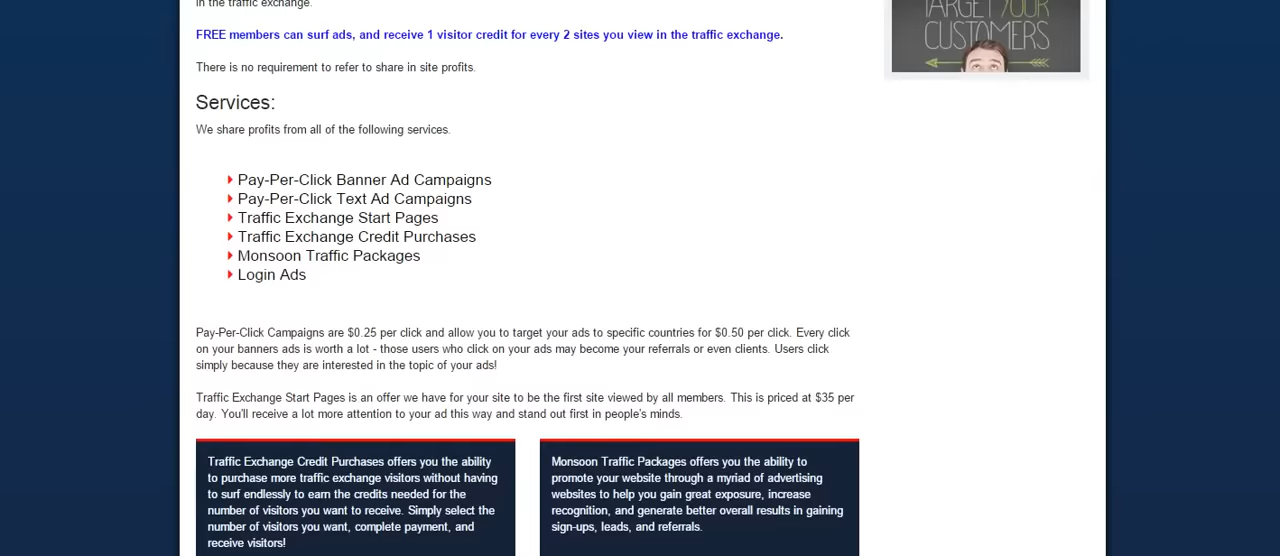 in the traffic exchange.
FREE members can surf ads, and receive 1 visitor credit for every 2 sites you view in the traffic exchange.
There is no requirement to refer to share in site profits.
Services:
We share profits from all of the following services.
Pay-Per-Click Banner Ad Campaigns
Pay-Per-Click Text Ad Campaigns
Traffic Exchange Start Pages
Traffic Exchange Credit Purchases
Monsoon Traffic Packages
Login Ads
Pay-Per-Click Campaigns are $0.25 per click and allow you to target your ads to specific countries for $0.50 per click. Every click
on your banners ads is worth a lot - those users who click on your ads may become your referrals or even clients. Users click
simply because they are interested in the topic of your ads!
Traffic Exchange Start Pages is an offer we have for your site to be the first site viewed by all members. This is priced at $35 per
day. You'll receive a lot more attention to your ad this way and stand out first in people's minds.
Traffic Exchange Credit Purchases offers you the ability
to purchase more traffic exchange visitors without having
to surf endlessly to earn the credits needed for the
number of visitors you want to receive. Simply select the
number of visitors you want, complete payment, and
receive visitors!
Monsoon Traffic Packages offers you the ability to
promote your website through a myriad of advertising
websites to help you gain great exposure, increase
recognition, and generate better overall results in gaining
sign-ups, leads, and referrals.
TARGET YOUR
CUSTOMERS